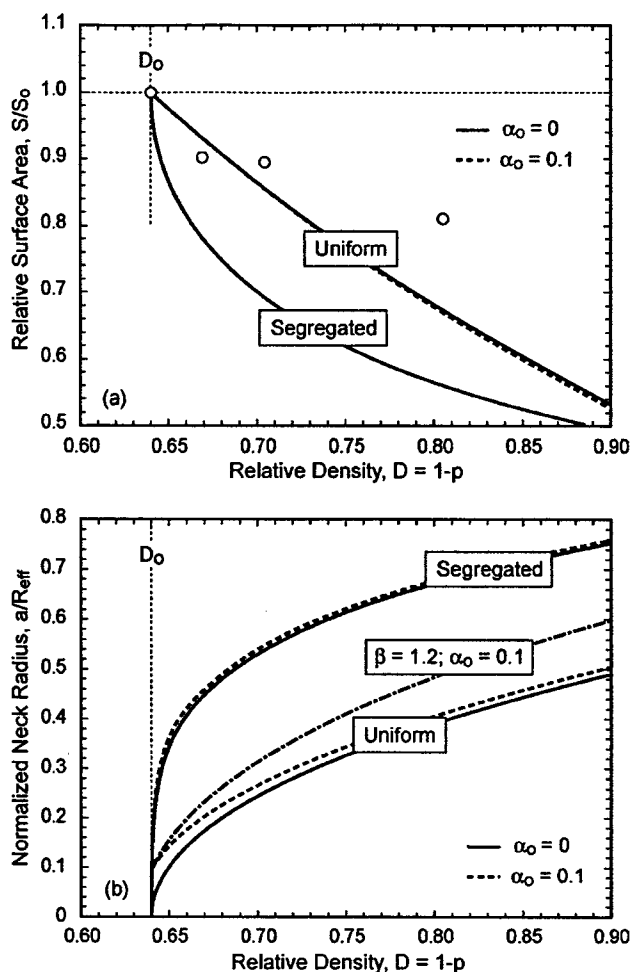 1.1
Do
1.0
αo = 0
αo = 0.1
0.9
0.8
Uniform
0.7
Segregated
0.6
(a)
0.5
0.60 0.65 0.70 0.75 0.80 0.85 0.90
Relative Density, D = 1-p
Relative Surface Area, S/So
0.8
Do
0.7
Segregated
0.6
β = 1.2; αo = 0.1
0.5
0.4
Uniform
0.3
0.2
αo = 0
0.1
αo = 0.1
(b)
0
0.60 0.65 0.70 0.75 0.80 0.85 0.90
Relative Density, D = 1-p
Normalized Neck Radius, a/Reff